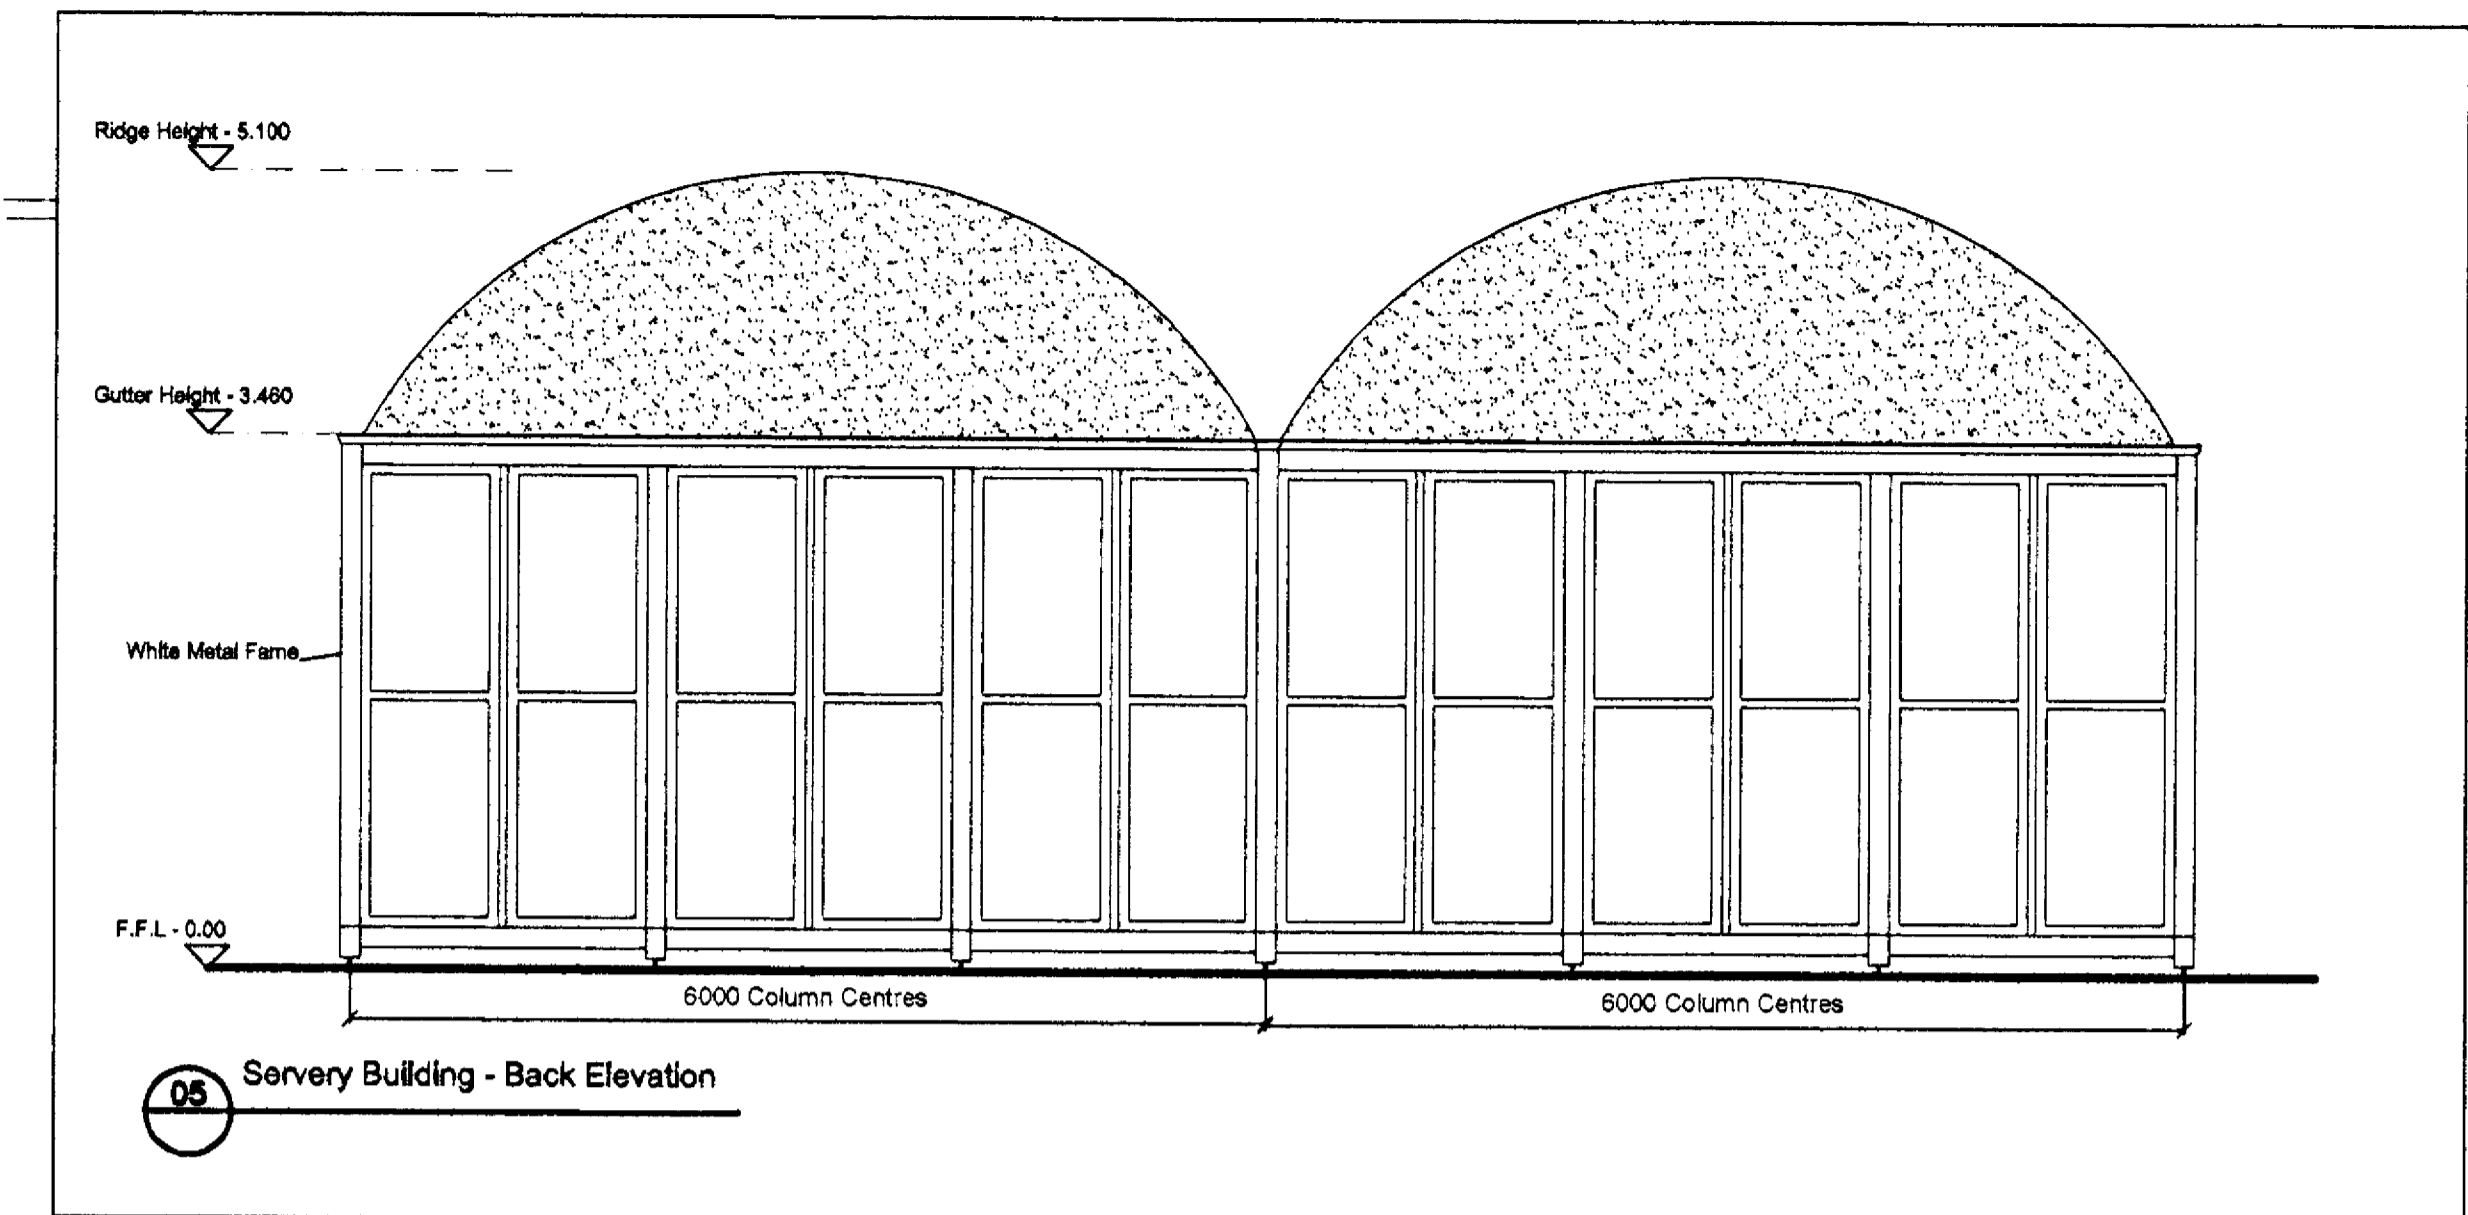 Ridge Height - 5.100
Gutter Height - 3.460
White Metal Fame
F.F.L - 0.00
6000 Column Centres
6000 Column Centres
05
Servery Building - Back Elevation